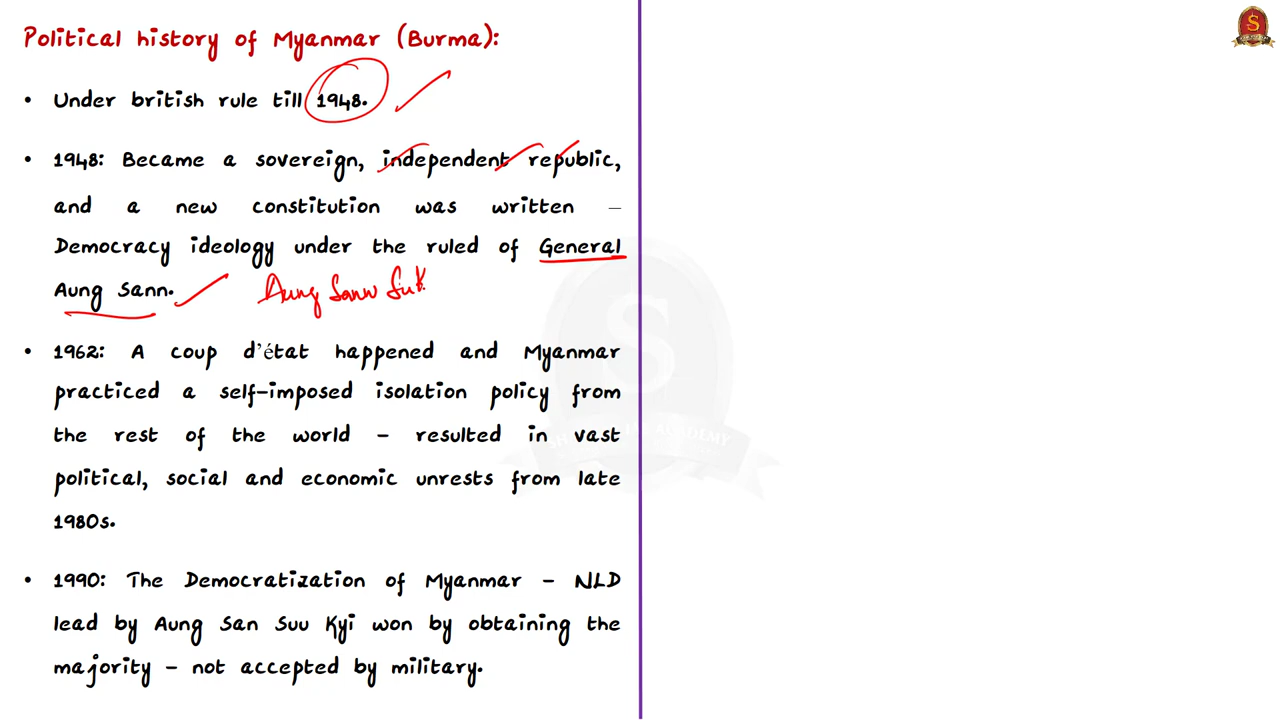 Political history of Myanmar (Burma):
• Under british rule till 1948.
• 1948: Became a sovereign, independent republic,
and a new constitution was written –
Democracy ideology under the ruled of General
Aung Sann.
Aung Sann Suk
• 1962: A coup d'état happened and Myanmar
practiced a self-imposed isolation policy from
the rest of the world – resulted in vast
political, social and economic unrests from late
1980s.
• 1990: The Democratization of Myanmar – NLD
lead by Aung San Suu Kyi won by obtaining the
majority – not accepted by military.
S
ACADEMY